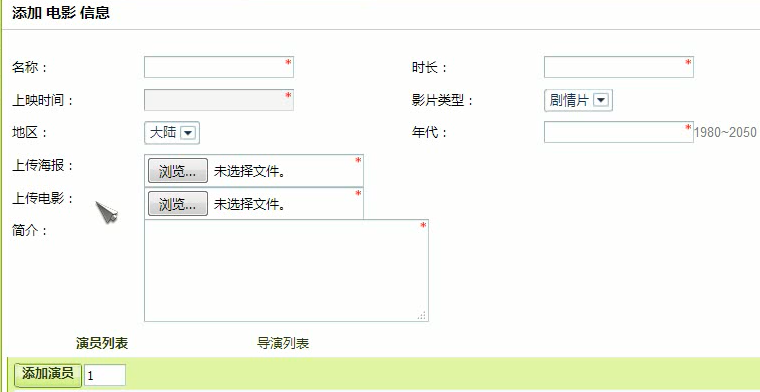 添加 电影 信息
名称： * 时长： *
上映时间： * 影片类型： 剧情片
地区： 大陆 年代： * 1980~2050
上传海报： 浏览... 未选择文件。 *
上传电影： 浏览... 未选择文件。 *
简介： *
演员列表 导演列表
添加演员 1